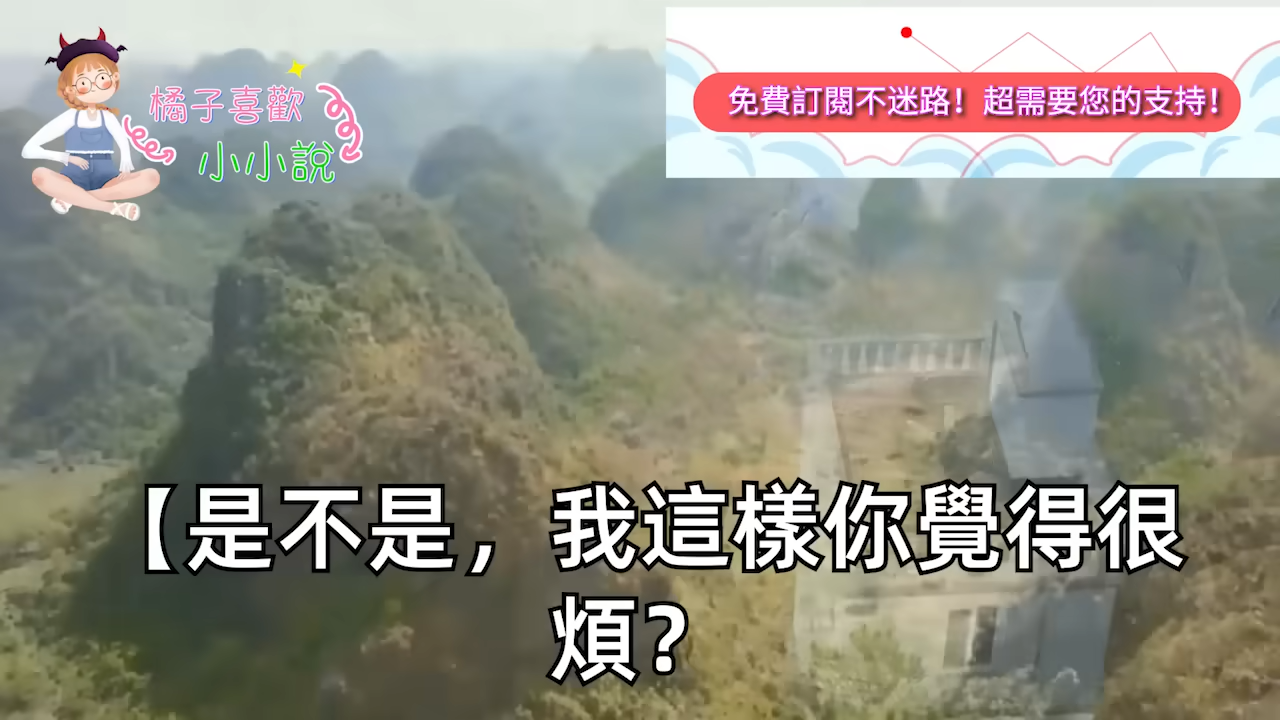 橘子喜歡
小小說
免費訂閱不迷路！超需要您的支持！
【是不是，我這樣你覺得很
煩？